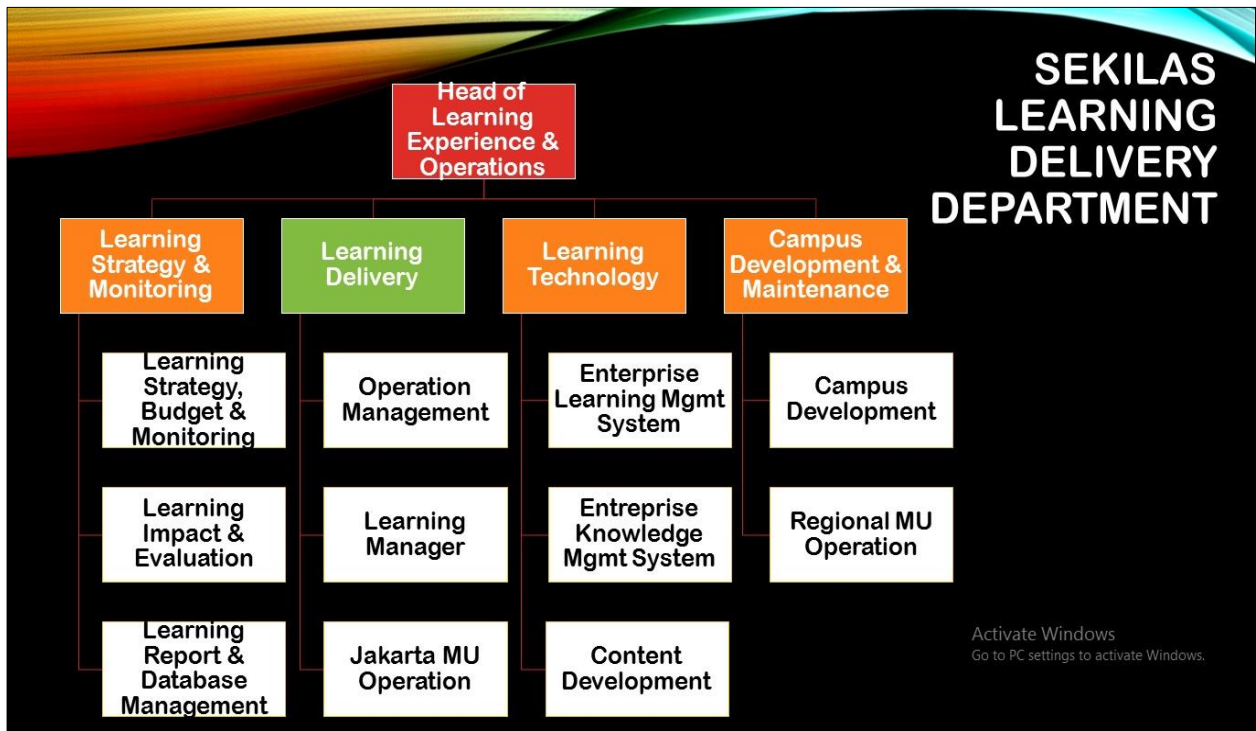 SEKILAS
LEARNING
DELIVERY
DEPARTMENT
Head of
Learning
Experience &
Operations
Learning
Strategy &
Monitoring
Learning
Delivery
Learning
Technology
Campus
Development &
Maintenance
Learning
Strategy,
Budget &
Monitoring
Learning
Impact &
Evaluation
Learning
Report &
Database
Management
Operation
Management
Learning
Manager
Jakarta MU
Operation
Enterprise
Learning Mgmt
System
Entreprise
Knowledge
Mgmt System
Content
Development
Campus
Development
Regional MU
Operation
Activate Windows
Go to PC settings to activate Windows.